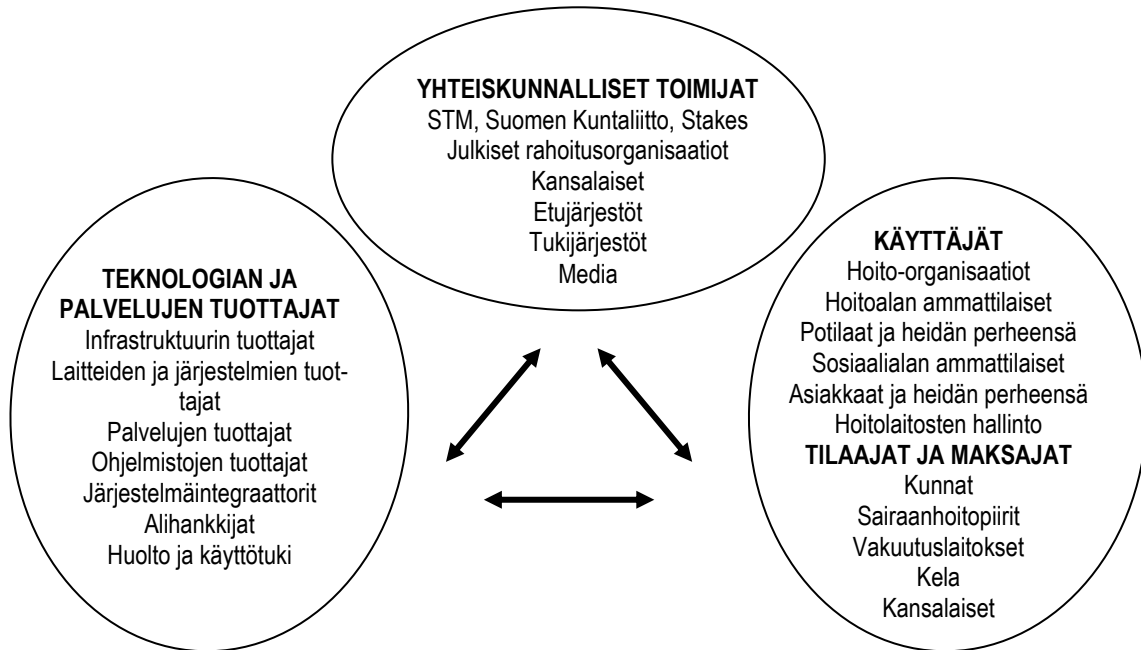 YHTEISKUNNALLISET TOIMIJAT
STM, Suomen Kuntaliitto, Stakes
Julkiset rahoitusorganisaatiot
Kansalaiset
Etujärjestöt
Tukijärjestöt
Media
TEKNOLOGIAN JA
PALVELUJEN TUOTTAJAT
Infrastruktuurin tuottajat
Laitteiden ja järjestelmien tuot-
tajat
Palvelujen tuottajat
Ohjelmistojen tuottajat
Järjestelmäintegraattorit
Alihankkijat
Huolto ja käyttötuki
KÄYTTÄJÄT
Hoito-organisaatiot
Hoitoalan ammattilaiset
Potilaat ja heidän perheensä
Sosiaalialan ammattilaiset
Asiakkaat ja heidän perheensä
Hoitolaitosten hallinto
TILAAJAT JA MAKSAJAT
Kunnat
Sairaanhoitopiirit
Vakuutuslaitokset
Kela
Kansalaiset